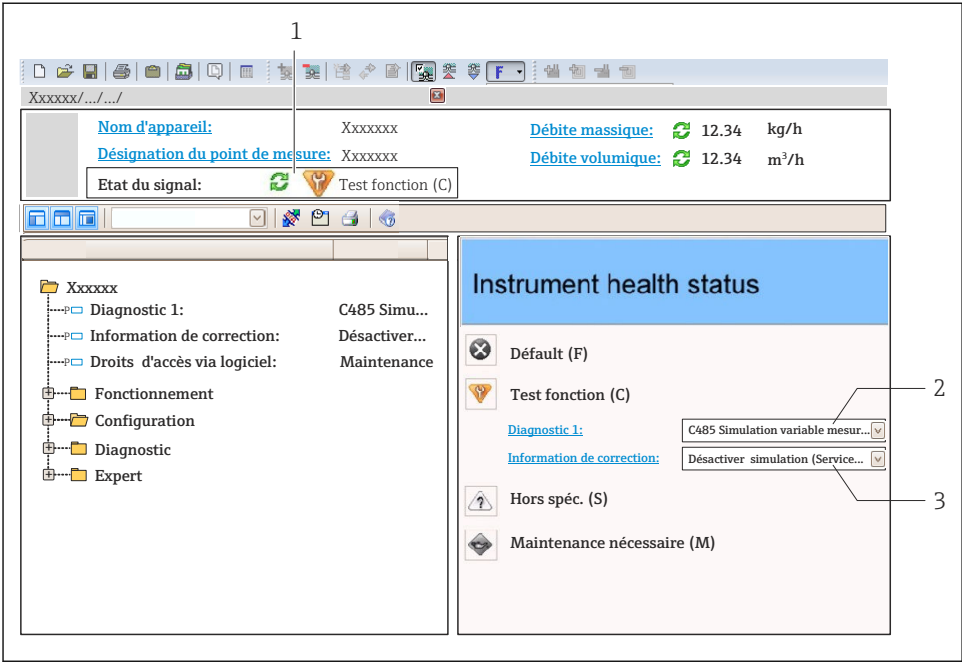 1
F
Xxxxxx/.../.../
Nom d'appareil: Xxxxxxx Débite massique: 12.34 kg/h
Désignation du point de mesure: Xxxxxxx Débite volumique: 12.34 m³/h
Etat du signal: Test fonction (C)
Xxxxxx
Diagnostic 1: C485 Simu...
Information de correction: Désactiver...
Droits d'accès via logiciel: Maintenance
Fonctionnement
Configuration
Diagnostic
Expert
Instrument health status
Défault (F)
Test fonction (C)
Diagnostic 1: C485 Simulation variable mesur...
2
Information de correction: Désactiver simulation (Service...
3
Hors spéc. (S)
Maintenance nécessaire (M)